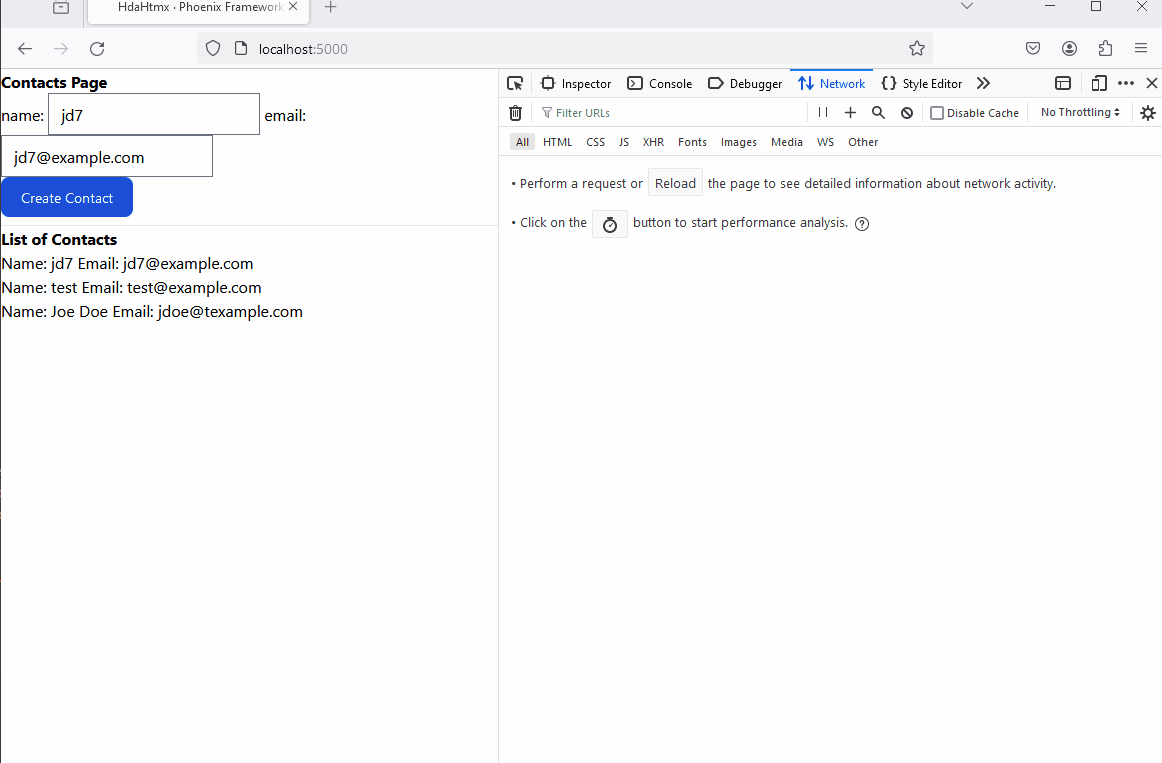 HdaHtmx · Phoenix Framework
localhost:5000
Contacts Page
name: jd7 email:
jd7@example.com
Create Contact
List of Contacts
Name: jd7 Email: jd7@example.com
Name: test Email: test@example.com
Name: Joe Doe Email: jdoe@texample.com
Inspector Console Debugger Network Style Editor
Filter URLs Disable Cache No Throttling
All HTML CSS JS XHR Fonts Images Media WS Other
• Perform a request or Reload the page to see detailed information about network activity.
• Click on the button to start performance analysis.